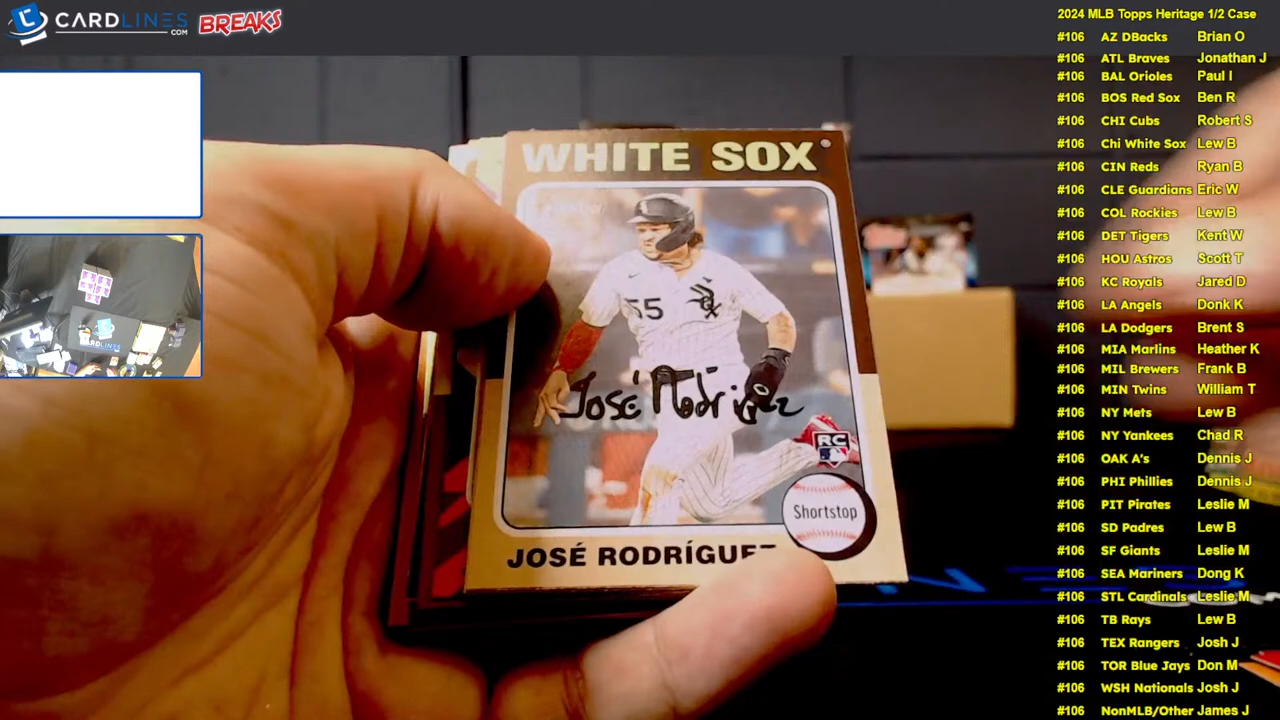 CARDLINES
.COM
BREAKS
WHITE SOX
55
José Rodriguez
RC
Shortstop
JOSÉ RODRÍGUEZ
2024 MLB Topps Heritage 1/2 Case
#106 AZ DBacks Brian O
#106 ATL Braves Jonathan J
#106 BAL Orioles Paul I
#106 BOS Red Sox Ben R
#106 CHI Cubs Robert S
#106 Chi White Sox Lew B
#106 CIN Reds Ryan B
#106 CLE Guardians Eric W
#106 COL Rockies Lew B
#106 DET Tigers Kent W
#106 HOU Astros Scott T
#106 KC Royals Jared D
#106 LA Angels Donk K
#106 LA Dodgers Brent S
#106 MIA Marlins Heather K
#106 MIL Brewers Frank B
#106 MIN Twins William T
#106 NY Mets Lew B
#106 NY Yankees Chad R
#106 OAK A's Dennis J
#106 PHI Phillies Dennis J
#106 PIT Pirates Leslie M
#106 SD Padres Lew B
#106 SF Giants Leslie M
#106 SEA Mariners Dong K
#106 STL Cardinals Leslie M
#106 TB Rays Lew B
#106 TEX Rangers Josh J
#106 TOR Blue Jays Don M
#106 WSH Nationals Josh J
#106 NonMLB/Other James J